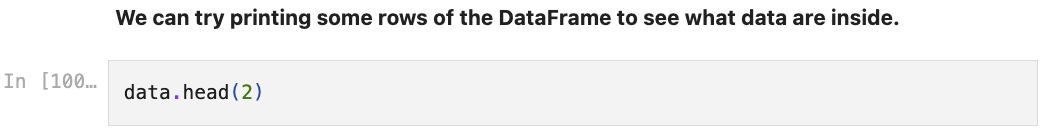 We can try printing some rows of the DataFrame to see what data are inside.
In [100…
data.head(2)